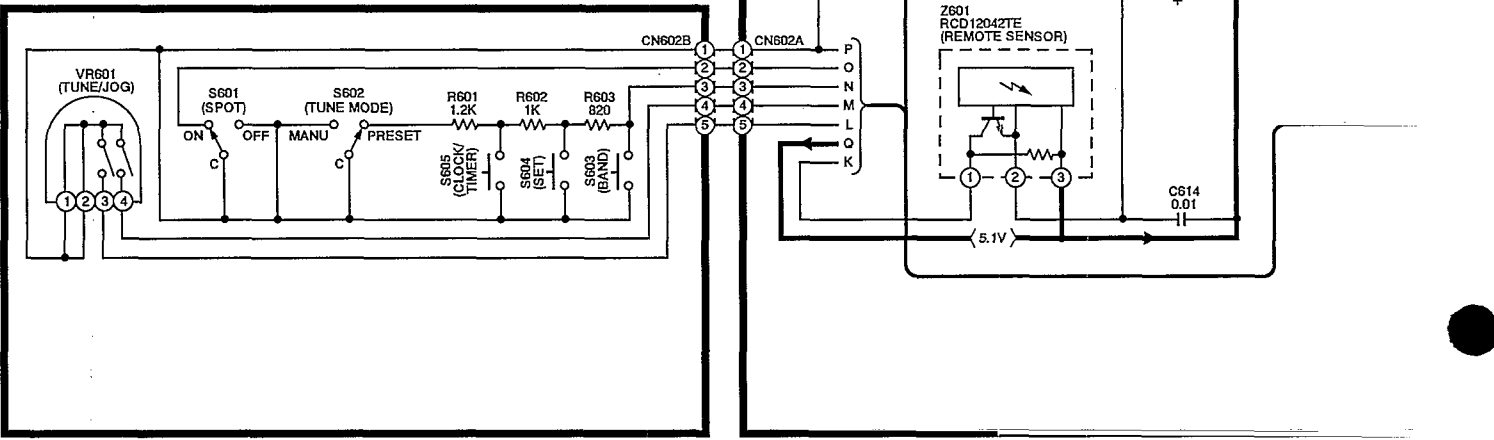 CN602B
CN602A
1
2
3
4
5
1
2
3
4
5
P
O
N
M
L
Q
K
VR601
(TUNE/JOG)
1
2
3
4
S601
(SPOT)
ON
OFF
C
S602
(TUNE MODE)
MANU
PRESET
C
R601
1.2K
R602
1K
R603
820
S605
(CLOCK/
TIMER)
S604
(SET)
S603
(BAND)
Z601
RCD12042TE
(REMOTE SENSOR)
1
2
3
+
C614
0.01
5.1V